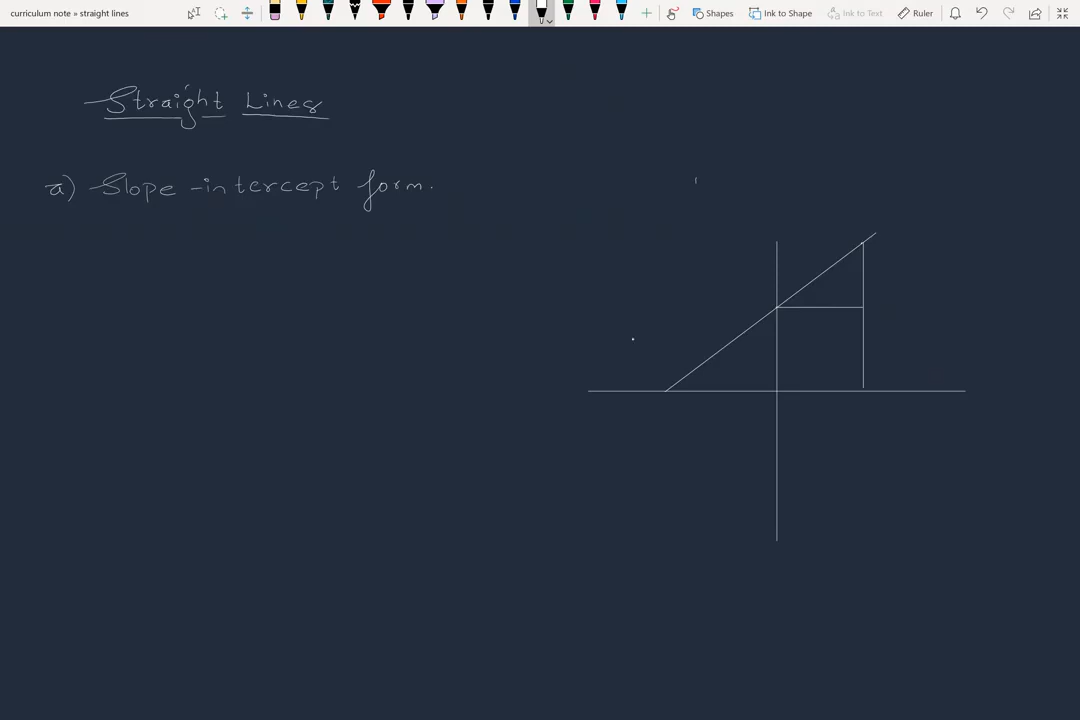 curriculum note » straight lines
Shapes
Ink to Shape
Ink to Text
Ruler
Straight Lines
a) Slope-intercept form.